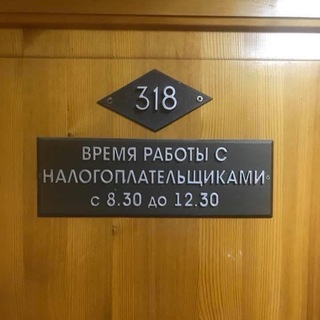 318
ВРЕМЯ РАБОТЫ С
НАЛОГОПЛАТЕЛЬЩИКАМИ
с 8.30 до 12.30